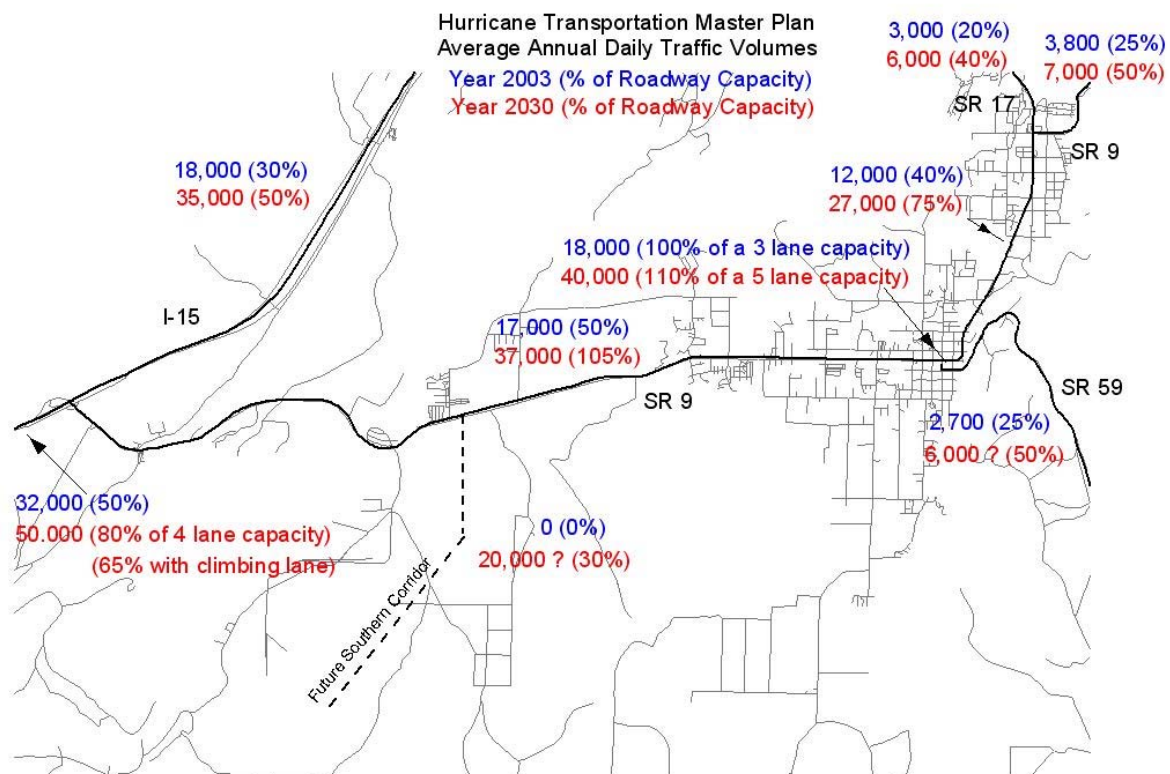 Hurricane Transportation Master Plan
Average Annual Daily Traffic Volumes
Year 2003 (% of Roadway Capacity)
Year 2030 (% of Roadway Capacity)
3,000 (20%)
6,000 (40%)
3,800 (25%)
7,000 (50%)
SR 17
SR 9
18,000 (30%)
35,000 (50%)
12,000 (40%)
27,000 (75%)
18,000 (100% of a 3 lane capacity)
40,000 (110% of a 5 lane capacity)
I-15
17,000 (50%)
37,000 (105%)
SR 9
SR 59
2,700 (25%)
6,000 ? (50%)
32,000 (50%)
50.000 (80% of 4 lane capacity)
(65% with climbing lane)
0 (0%)
20,000 ? (30%)
Future Southern Corridor